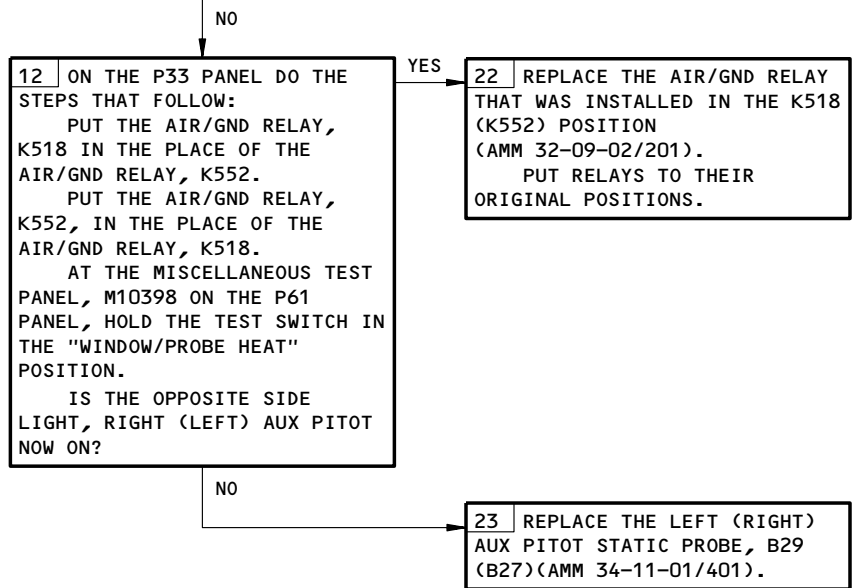 NO
12 ON THE P33 PANEL DO THE
STEPS THAT FOLLOW:
PUT THE AIR/GND RELAY,
K518 IN THE PLACE OF THE
AIR/GND RELAY, K552.
PUT THE AIR/GND RELAY,
K552, IN THE PLACE OF THE
AIR/GND RELAY, K518.
AT THE MISCELLANEOUS TEST
PANEL, M10398 ON THE P61
PANEL, HOLD THE TEST SWITCH IN
THE "WINDOW/PROBE HEAT"
POSITION.
IS THE OPPOSITE SIDE
LIGHT, RIGHT (LEFT) AUX PITOT
NOW ON?
YES
22 REPLACE THE AIR/GND RELAY
THAT WAS INSTALLED IN THE K518
(K552) POSITION
(AMM 32-09-02/201).
PUT RELAYS TO THEIR
ORIGINAL POSITIONS.
NO
23 REPLACE THE LEFT (RIGHT)
AUX PITOT STATIC PROBE, B29
(B27)(AMM 34-11-01/401).